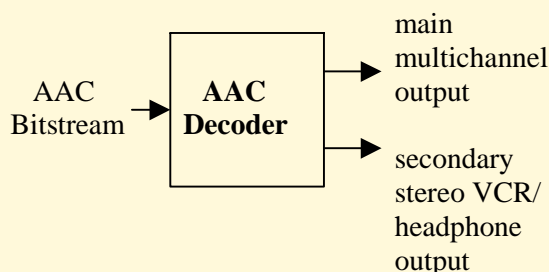 AAC
Bitstream
AAC
Decoder
main
multichannel
output
secondary
stereo VCR/
headphone
output